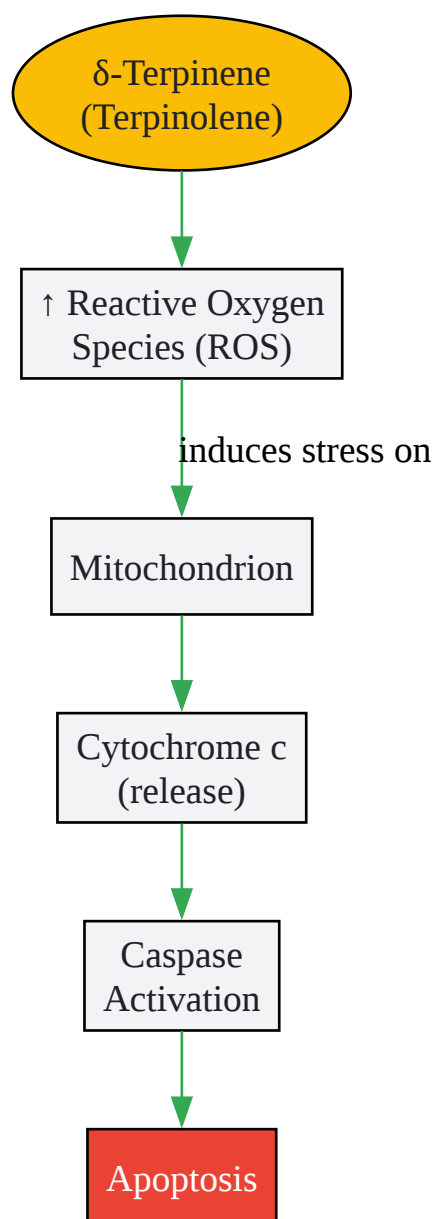 δ-Terpinene
(Terpinolene)
↑ Reactive Oxygen
Species (ROS)
induces stress on
Mitochondrion
Cytochrome c
(release)
Caspase
Activation
Apoptosis